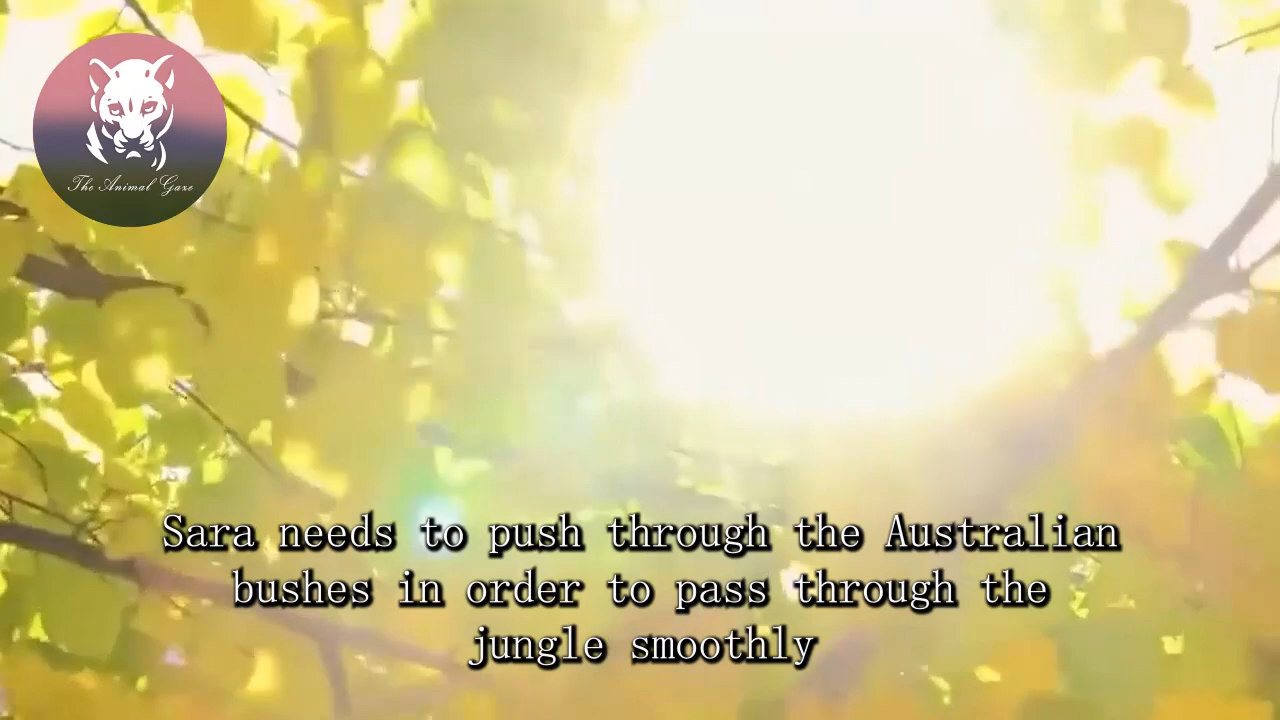 The Animal Gaze
Sara needs to push through the Australian
bushes in order to pass through the
jungle smoothly